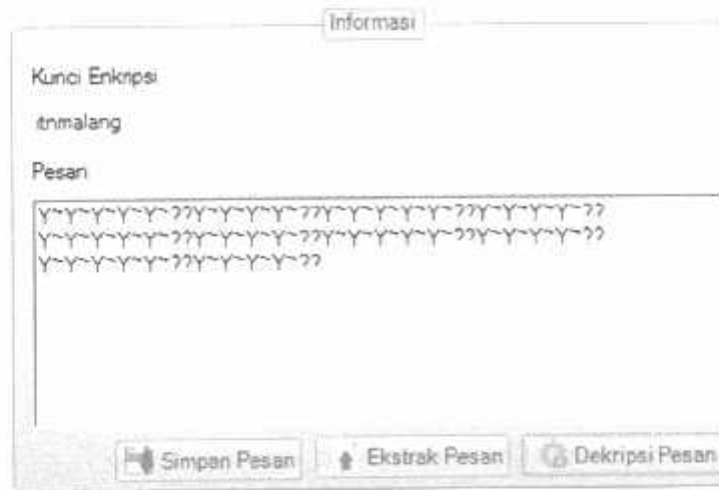 Informasi
Kunci Enkripsi
itnmalang
Pesan
Y~Y~Y~Y~Y~??Y~Y~Y~Y~??Y~Y~Y~Y~Y~??Y~Y~Y~Y~??
Y~Y~Y~Y~Y~??Y~Y~Y~Y~??Y~Y~Y~Y~Y~??Y~Y~Y~Y~??
Y~Y~Y~Y~Y~??Y~Y~Y~Y~??
Simpan Pesan Ekstrak Pesan Dekripsi Pesan